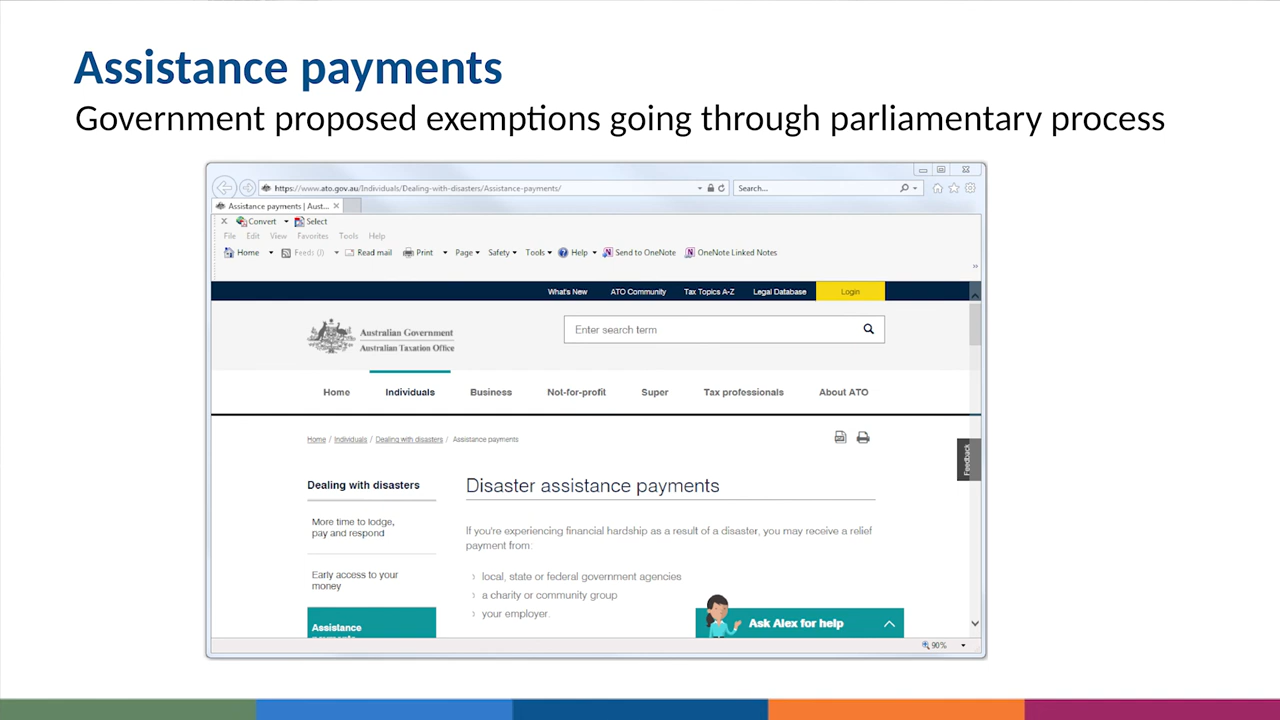 Assistance payments
Government proposed exemptions going through parliamentary process
https://www.ato.gov.au/Individuals/Dealing-with-disasters/Assistance-payments/
Search...
Assistance payments | Aust...
Convert
Select
File Edit View Favorites Tools Help
Home Feeds (J) Read mail Print Page Safety Tools Help Send to OneNote OneNote Linked Notes
What's New ATO Community Tax Topics A-Z Legal Database Login
Australian Government
Australian Taxation Office
Enter search term
Home Individuals Business Not-for-profit Super Tax professionals About ATO
Home / Individuals / Dealing with disasters / Assistance payments
Feedback
Dealing with disasters
Disaster assistance payments
More time to lodge,
pay and respond
If you're experiencing financial hardship as a result of a disaster, you may receive a relief
payment from:
Early access to your
money
local, state or federal government agencies
a charity or community group
your employer.
Assistance
payments
Ask Alex for help
90%